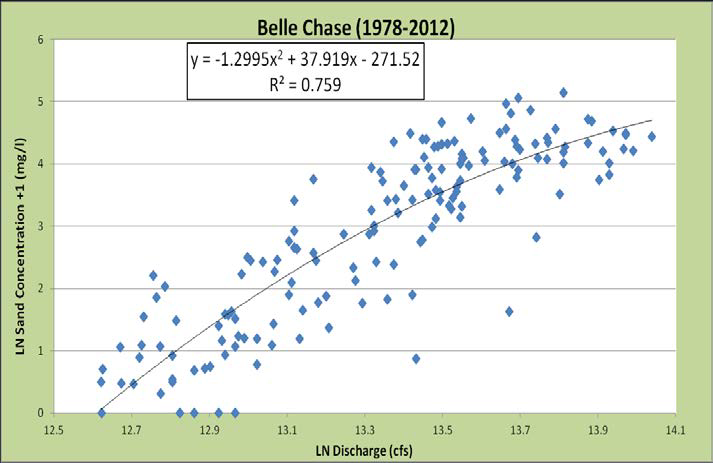 Belle Chase (1978-2012)
y = -1.2995x² + 37.919x - 271.52
R² = 0.759
LN Sand Concentration +1 (mg/l)
6
5
4
3
2
1
0
12.5 12.7 12.9 13.1 13.3 13.5 13.7 13.9 14.1
LN Discharge (cfs)